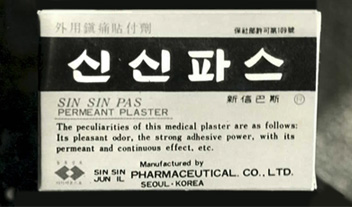 外用鎭痛貼付劑
保社部許可第109號
신신파스
SIN SIN PAS
新信巴斯
PERMEANT PLASTER
The peculiarities of this medical plaster are as follows:
Its pleasant odor, the strong adhesive power, with its
permeant and continuous effect, etc.
Manufactured by
SIN SIN JUN IL PHARMACEUTICAL. CO., LTD.
SEOUL·KOREA